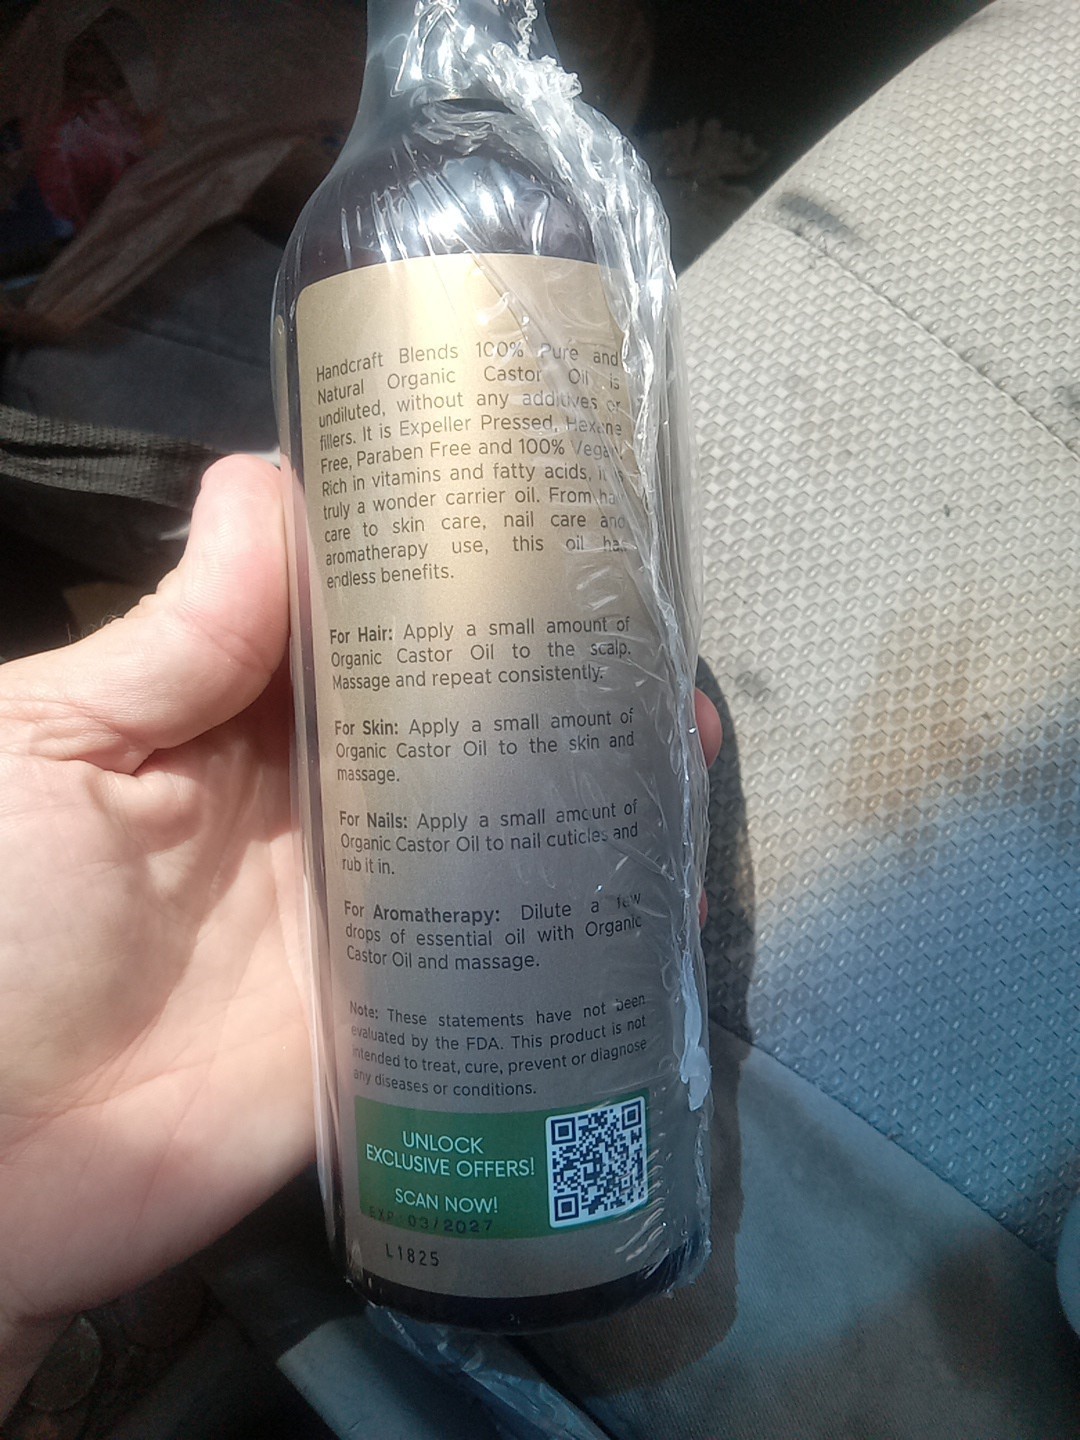 Handcraft Blends 100% Pure and
Natural Organic Castor Oil is
undiluted, without any additives or
fillers. It is Expeller Pressed, Hexane
Free, Paraben Free and 100% Vegan.
Rich in vitamins and fatty acids, it is
truly a wonder carrier oil. From hair
care to skin care, nail care and
aromatherapy use, this oil has
endless benefits.
For Hair: Apply a small amount of
Organic Castor Oil to the scalp.
Massage and repeat consistently.
For Skin: Apply a small amount of
Organic Castor Oil to the skin and
massage.
For Nails: Apply a small amount of
Organic Castor Oil to nail cuticles and
rub it in.
For Aromatherapy: Dilute a few
drops of essential oil with Organic
Castor Oil and massage.
Note: These statements have not been
evaluated by the FDA. This product is not
intended to treat, cure, prevent or diagnose
any diseases or conditions.
UNLOCK
EXCLUSIVE OFFERS!
SCAN NOW!
EXP 03/2027
L1825